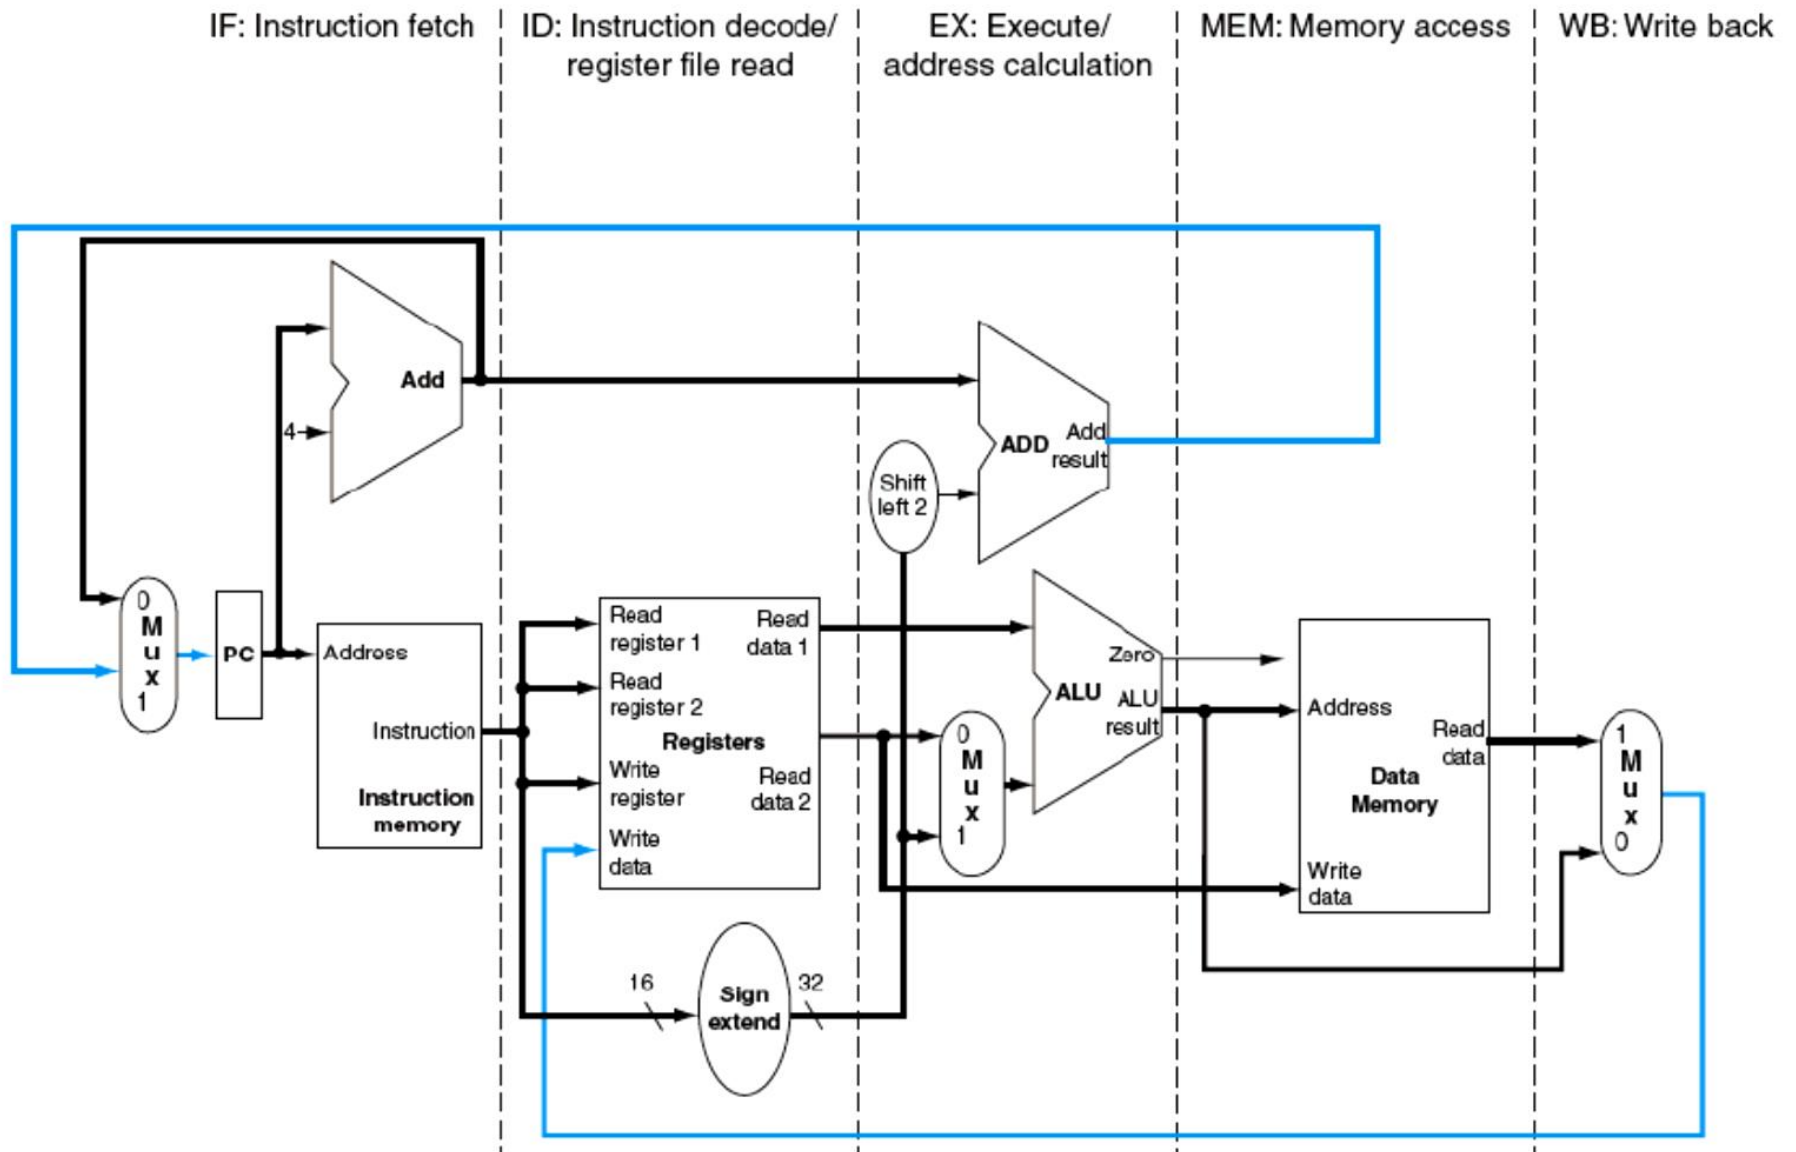 IF: Instruction fetch
ID: Instruction decode/
register file read
EX: Execute/
address calculation
MEM: Memory access
WB: Write back
Add
4
ADD
Add
result
Shift
left 2
0
M
u
x
1
PC
Address
Instruction
Instruction
memory
Read
register 1
Read
data 1
Read
register 2
Registers
Write
register
Read
data 2
Write
data
16
Sign
extend
32
0
M
u
x
1
Zero
ALU
ALU
result
Address
Read
data
Data
Memory
Write
data
1
M
u
x
0